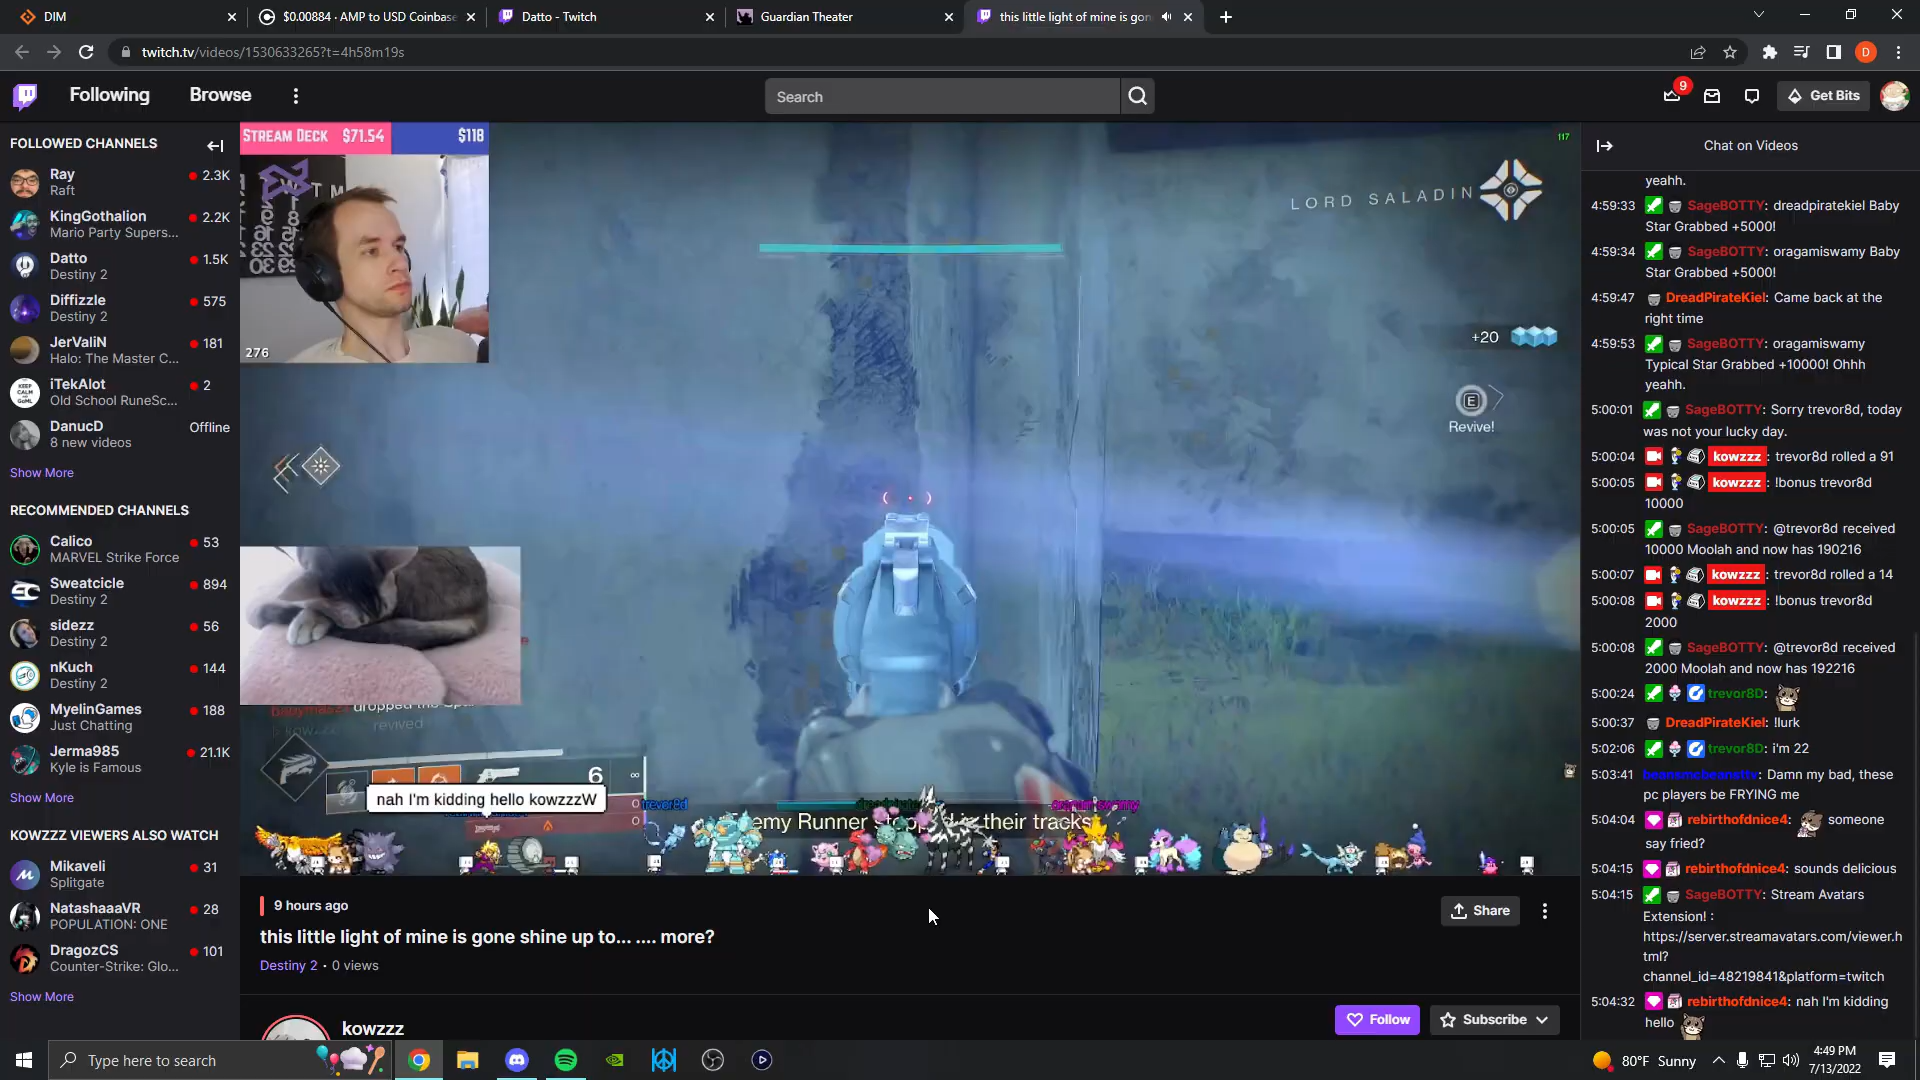 DIM
$0.00884 · AMP to USD Coinbase
Datto - Twitch
Guardian Theater
this little light of mine is gon
twitch.tv/videos/1530633265?t=4h58m19s
D
Following
Browse
Search
9
Get Bits
FOLLOWED CHANNELS
Ray
2.3K
Raft
KingGothalion
2.2K
Mario Party Supers...
Datto
1.5K
Destiny 2
Diffizzle
575
Destiny 2
JerValiN
181
Halo: The Master C...
iTekAlot
2
Old School RuneSc...
DanucD
Offline
8 new videos
Show More
RECOMMENDED CHANNELS
Calico
53
MARVEL Strike Force
Sweatcicle
894
Destiny 2
sidezz
56
Destiny 2
nKuch
144
Destiny 2
MyelinGames
188
Just Chatting
Jerma985
21.1K
Kyle is Famous
Show More
KOWZZZ VIEWERS ALSO WATCH
Mikaveli
31
Splitgate
NatashaaaVR
28
POPULATION: ONE
DragozCS
101
Counter-Strike: Glo...
Show More
STREAM DECK $71.54
$118
276
117
LORD SALADIN
+20
E
Revive!
revived
6
nah I'm kidding hello kowzzzW
trevor8d
their tracks
9 hours ago
this little light of mine is gone shine up to... .... more?
Destiny 2 • 0 views
Share
kowzzz
Follow
Subscribe
Chat on Videos
yeahh.
4:59:33 SageBOTTY: dreadpiratekiel Baby
Star Grabbed +5000!
4:59:34 SageBOTTY: oragamiswamy Baby
Star Grabbed +5000!
4:59:47 DreadPirateKiel: Came back at the
right time
4:59:53 SageBOTTY: oragamiswamy
Typical Star Grabbed +10000! Ohhh
yeahh.
5:00:01 SageBOTTY: Sorry trevor8d, today
was not your lucky day.
5:00:04 kowzzz: trevor8d rolled a 91
5:00:05 kowzzz: !bonus trevor8d
10000
5:00:05 SageBOTTY: @trevor8d received
10000 Moolah and now has 190216
5:00:07 kowzzz: trevor8d rolled a 14
5:00:08 kowzzz: !bonus trevor8d
2000
5:00:08 SageBOTTY: @trevor8d received
2000 Moolah and now has 192216
5:00:24 trevor8D:
5:00:37 DreadPirateKiel: !lurk
5:02:06 trevor8D: i'm 22
5:03:41 beansmcbeansttv: Damn my bad, these
pc players be FRYING me
5:04:04 rebirthofdnice4: someone
say fried?
5:04:15 rebirthofdnice4: sounds delicious
5:04:15 SageBOTTY: Stream Avatars
Extension! :
https://server.streamavatars.com/viewer.h
tml?
channel_id=48219841&platform=twitch
5:04:32 rebirthofdnice4: nah I'm kidding
hello
Type here to search
80°F Sunny
4:49 PM
7/13/2022